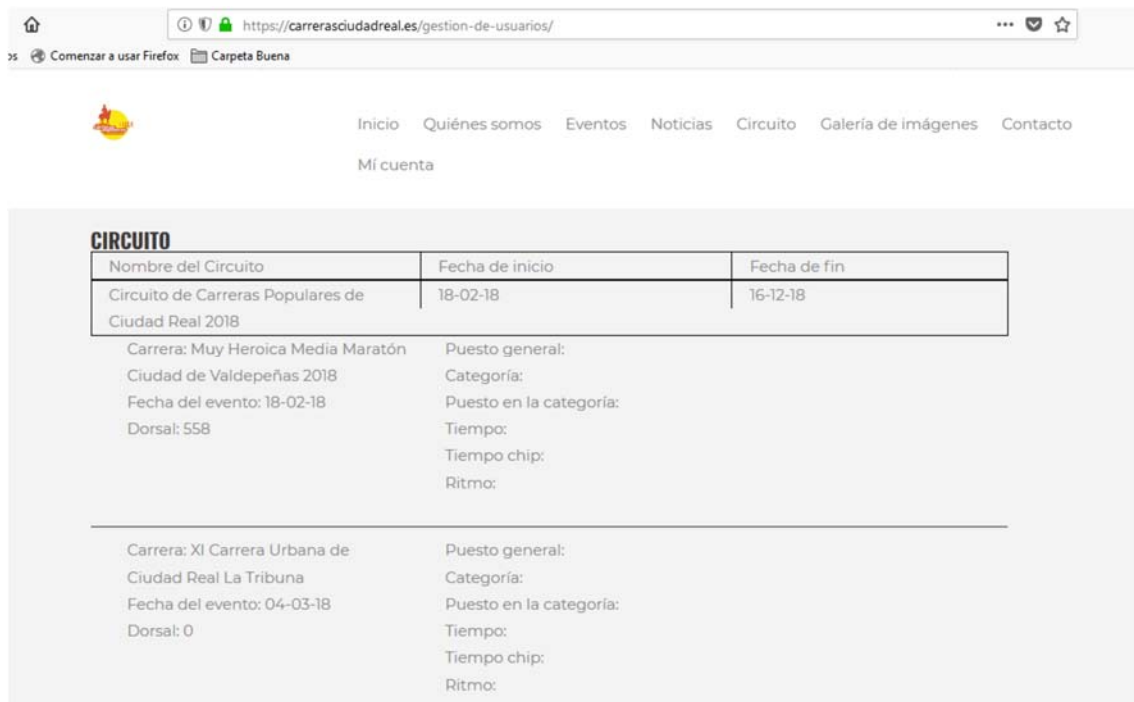 https://carrerasciudadreal.es/gestion-de-usuarios/
os Comenzar a usar Firefox Carpeta Buena
Inicio Quiénes somos Eventos Noticias Circuito Galería de imágenes Contacto
Mí cuenta
CIRCUITO
Nombre del Circuito Fecha de inicio Fecha de fin
Circuito de Carreras Populares de 18-02-18 16-12-18
Ciudad Real 2018
Carrera: Muy Heroica Media Maratón Puesto general:
Ciudad de Valdepeñas 2018 Categoría:
Fecha del evento: 18-02-18 Puesto en la categoría:
Dorsal: 558 Tiempo:
Tiempo chip:
Ritmo:
Carrera: XI Carrera Urbana de Puesto general:
Ciudad Real La Tribuna Categoría:
Fecha del evento: 04-03-18 Puesto en la categoría:
Dorsal: 0 Tiempo:
Tiempo chip:
Ritmo: